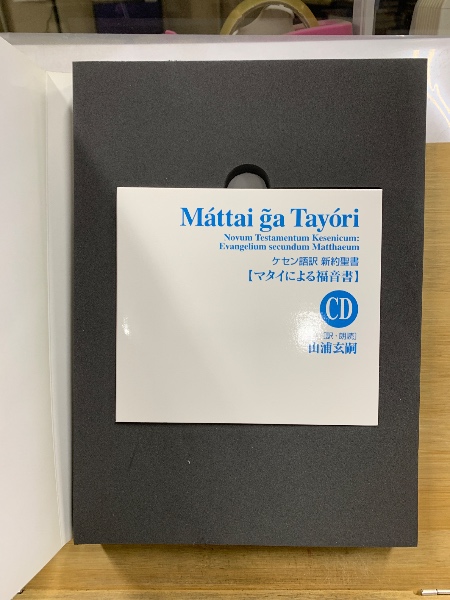 Máttai g̃a Tayóri
Novum Testamentum Kesenicum:
Evangelium secundum Matthaeum
ケセン語訳 新約聖書
【マタイによる福音書】
CD
[訳・朗読]
山浦玄嗣